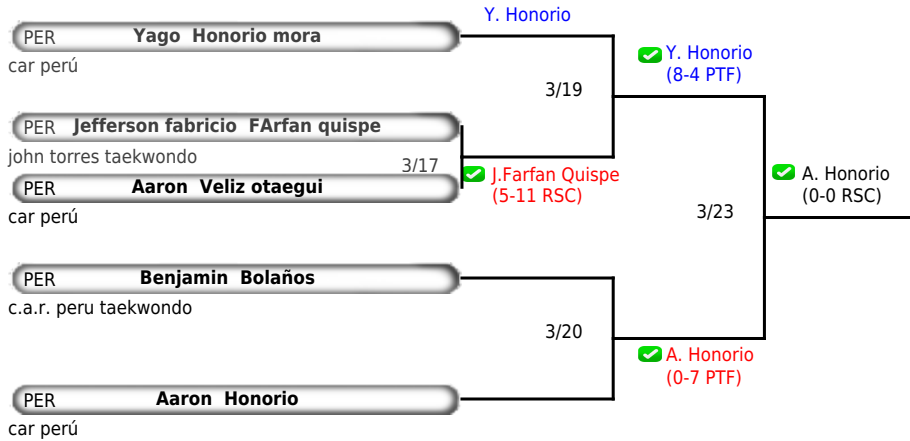 Y. Honorio
PER Yago Honorio mora
car perú
Y. Honorio
(8-4 PTF)
3/19
PER Jefferson fabricio FArfan quispe
john torres taekwondo
3/17
J.Farfan Quispe
(5-11 RSC)
PER Aaron Veliz otaegui
car perú
A. Honorio
(0-0 RSC)
3/23
PER Benjamin Bolaños
c.a.r. peru taekwondo
3/20
A. Honorio
(0-7 PTF)
PER Aaron Honorio
car perú